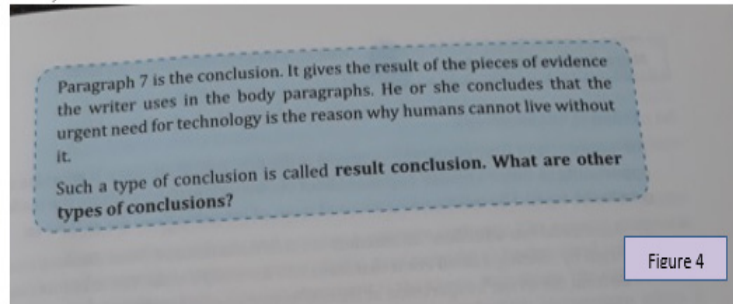 Paragraph 7 is the conclusion. It gives the result of the pieces of evidence
the writer uses in the body paragraphs. He or she concludes that the
urgent need for technology is the reason why humans cannot live without
it.
Such a type of conclusion is called result conclusion. What are other
types of conclusions?
Figure 4